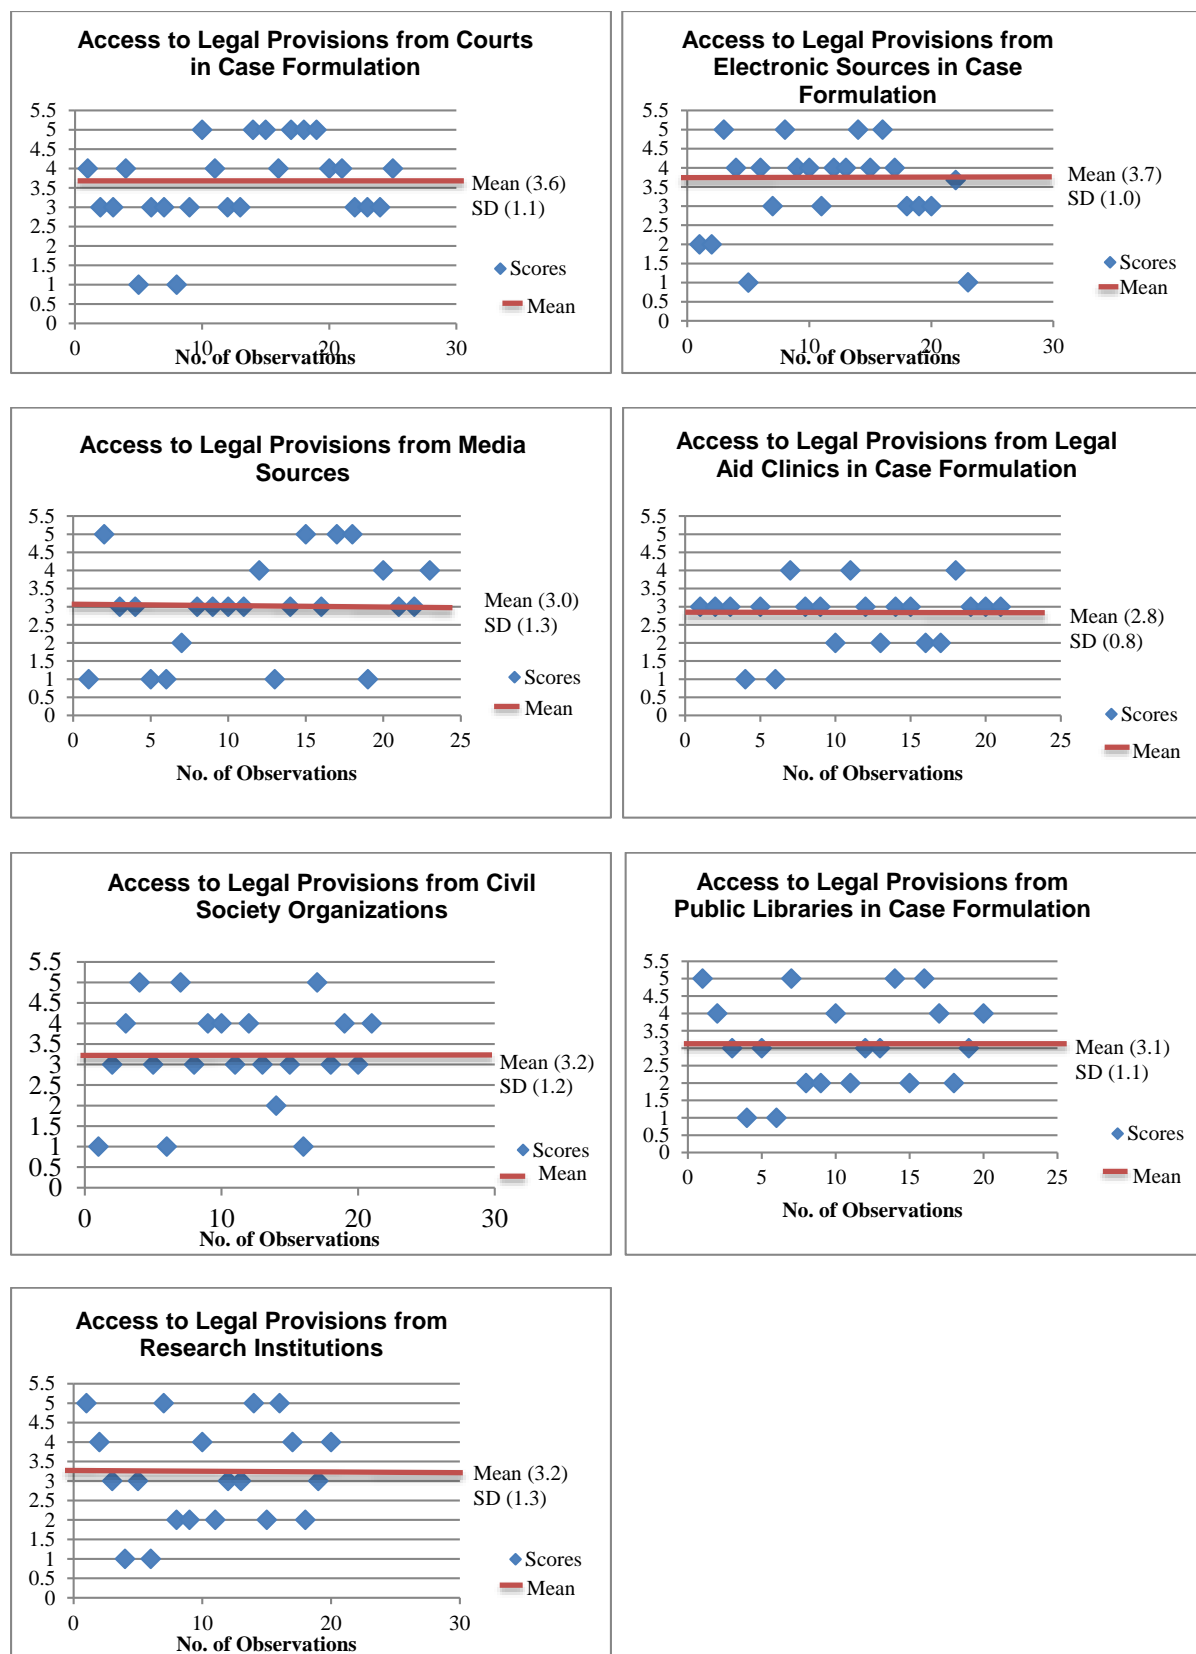 Access to Legal Provisions from Courts
in Case Formulation
5.5
5
4.5
4
3.5
3
2.5
2
1.5
1
0.5
0
0
10
20
30
No. of Observations
Mean (3.6)
SD (1.1)
Scores
Mean
Access to Legal Provisions from
Electronic Sources in Case
Formulation
5.5
5
4.5
4
3.5
3
2.5
2
1.5
1
0.5
0
0
10
20
30
No. of Observations
Mean (3.7)
SD (1.0)
Scores
Mean
Access to Legal Provisions from Media
Sources
5.5
5
4.5
4
3.5
3
2.5
2
1.5
1
0.5
0
0
5
10
15
20
25
No. of Observations
Mean (3.0)
SD (1.3)
Scores
Mean
Access to Legal Provisions from Legal
Aid Clinics in Case Formulation
5.5
5
4.5
4
3.5
3
2.5
2
1.5
1
0.5
0
0
5
10
15
20
25
No. of Observations
Mean (2.8)
SD (0.8)
Scores
Mean
Access to Legal Provisions from Civil
Society Organizations
5.5
5
4.5
4
3.5
3
2.5
2
1.5
1
0.5
0
0
10
20
30
No. of Observations
Mean (3.2)
SD (1.2)
Scores
Mean
Access to Legal Provisions from
Public Libraries in Case Formulation
5.5
5
4.5
4
3.5
3
2.5
2
1.5
1
0.5
0
0
5
10
15
20
25
No. of Observations
Mean (3.1)
SD (1.1)
Scores
Mean
Access to Legal Provisions from
Research Institutions
5.5
5
4.5
4
3.5
3
2.5
2
1.5
1
0.5
0
0
10
20
30
No. of Observations
Mean (3.2)
SD (1.3)
Scores
Mean